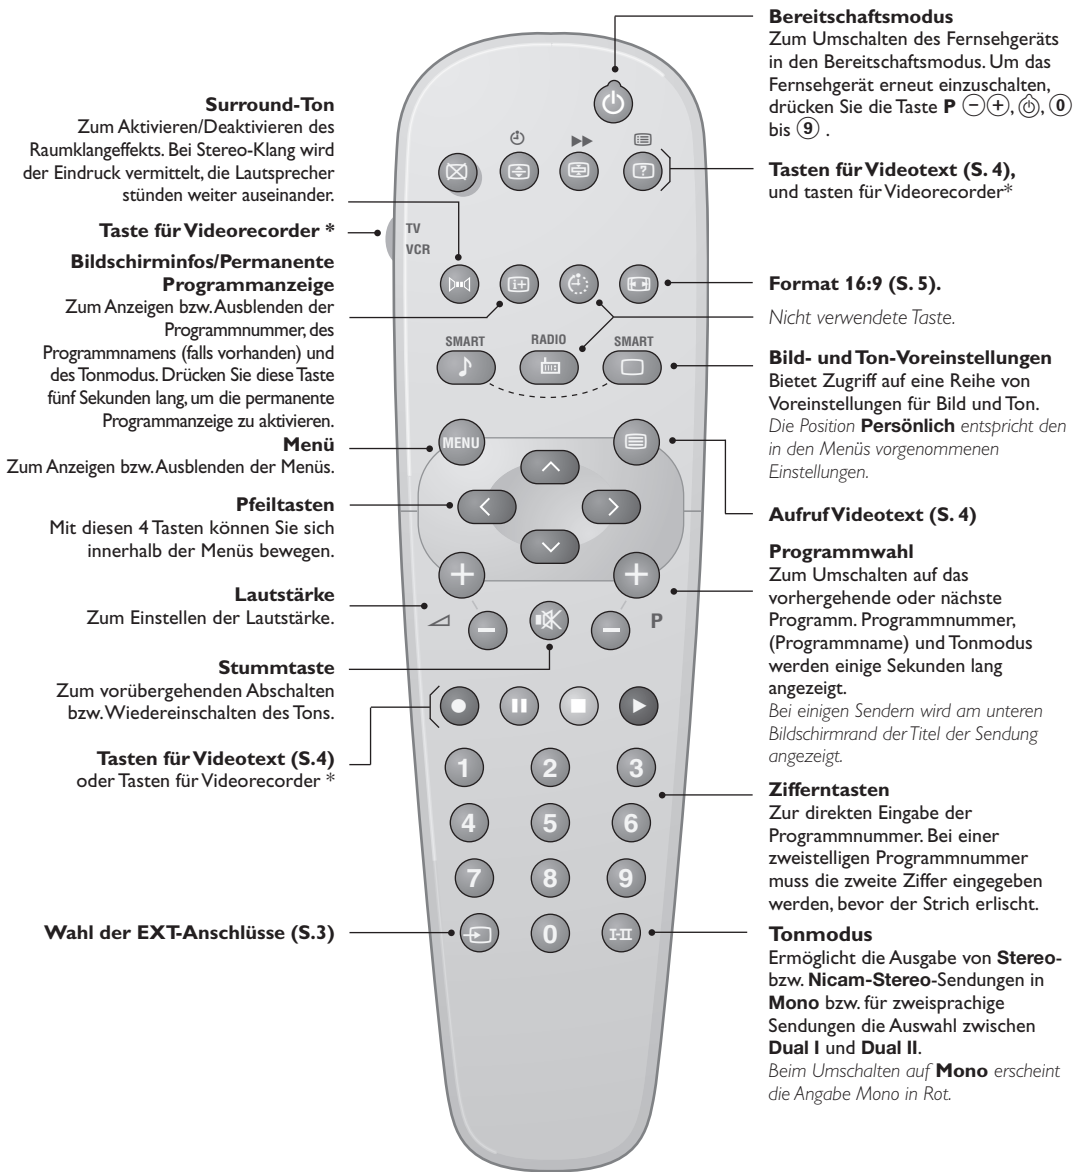 Surround-Ton
Zum Aktivieren/Deaktivieren des
Raumklangeffekts. Bei Stereo-Klang wird
der Eindruck vermittelt, die Lautsprecher
stünden weiter auseinander.
Taste für Videorecorder *
Bildschirminfos/Permanente
Programmanzeige
Zum Anzeigen bzw. Ausblenden der
Programmnummer, des
Programmnamens (falls vorhanden) und
des Tonmodus. Drücken Sie diese Taste
fünf Sekunden lang, um die permanente
Programmanzeige zu aktivieren.
Menü
Zum Anzeigen bzw. Ausblenden der Menüs.
Pfeiltasten
Mit diesen 4 Tasten können Sie sich
innerhalb der Menüs bewegen.
Lautstärke
Zum Einstellen der Lautstärke.
Stummtaste
Zum vorübergehenden Abschalten
bzw. Wiedereinschalten des Tons.
Tasten für Videotext (S.4)
oder Tasten für Videorecorder *
Wahl der EXT-Anschlüsse (S.3)
TV
VCR
i+
SMART RADIO SMART
MENU
+ +
− − P
1 2 3
4 5 6
7 8 9
0 I-II
Bereitschaftsmodus
Zum Umschalten des Fernsehgeräts
in den Bereitschaftsmodus. Um das
Fernsehgerät erneut einzuschalten,
drücken Sie die Taste P − +, ⏻, 0
bis 9 .
Tasten für Videotext (S. 4),
und tasten für Videorecorder*
Format 16:9 (S. 5).
Nicht verwendete Taste.
Bild- und Ton-Voreinstellungen
Bietet Zugriff auf eine Reihe von
Voreinstellungen für Bild und Ton.
Die Position Persönlich entspricht den
in den Menüs vorgenommenen
Einstellungen.
Aufruf Videotext (S. 4)
Programmwahl
Zum Umschalten auf das
vorhergehende oder nächste
Programm. Programmnummer,
(Programmname) und Tonmodus
werden einige Sekunden lang
angezeigt.
Bei einigen Sendern wird am unteren
Bildschirmrand der Titel der Sendung
angezeigt.
Zifferntasten
Zur direkten Eingabe der
Programmnummer. Bei einer
zweistelligen Programmnummer
muss die zweite Ziffer eingegeben
werden, bevor der Strich erlischt.
Tonmodus
Ermöglicht die Ausgabe von Stereo-
bzw. Nicam-Stereo-Sendungen in
Mono bzw. für zweisprachige
Sendungen die Auswahl zwischen
Dual I und Dual II.
Beim Umschalten auf Mono erscheint
die Angabe Mono in Rot.